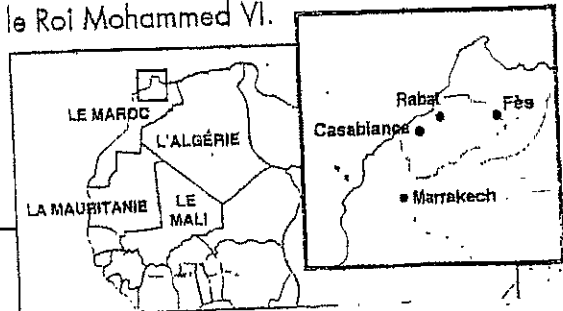 le Roi Mohammed VI.
LE MAROC
L'ALGÉRIE
LA MAURITANIE
LE
MALI
Rabat
Fès
Casablanca
Marrakech